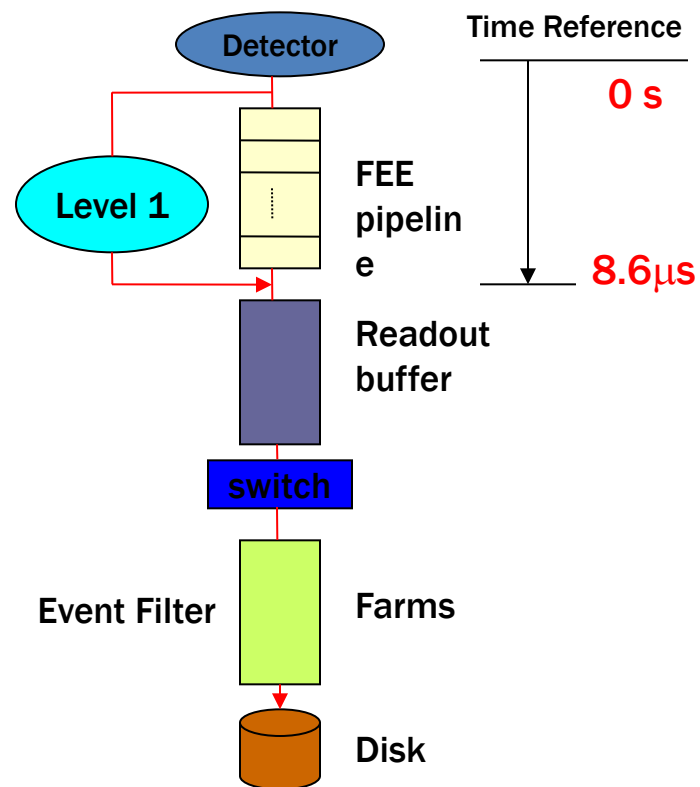 Detector
Time Reference
0 s
Level 1
FEE
pipelin
e
8.6μs
Readout
buffer
switch
Event Filter
Farms
Disk